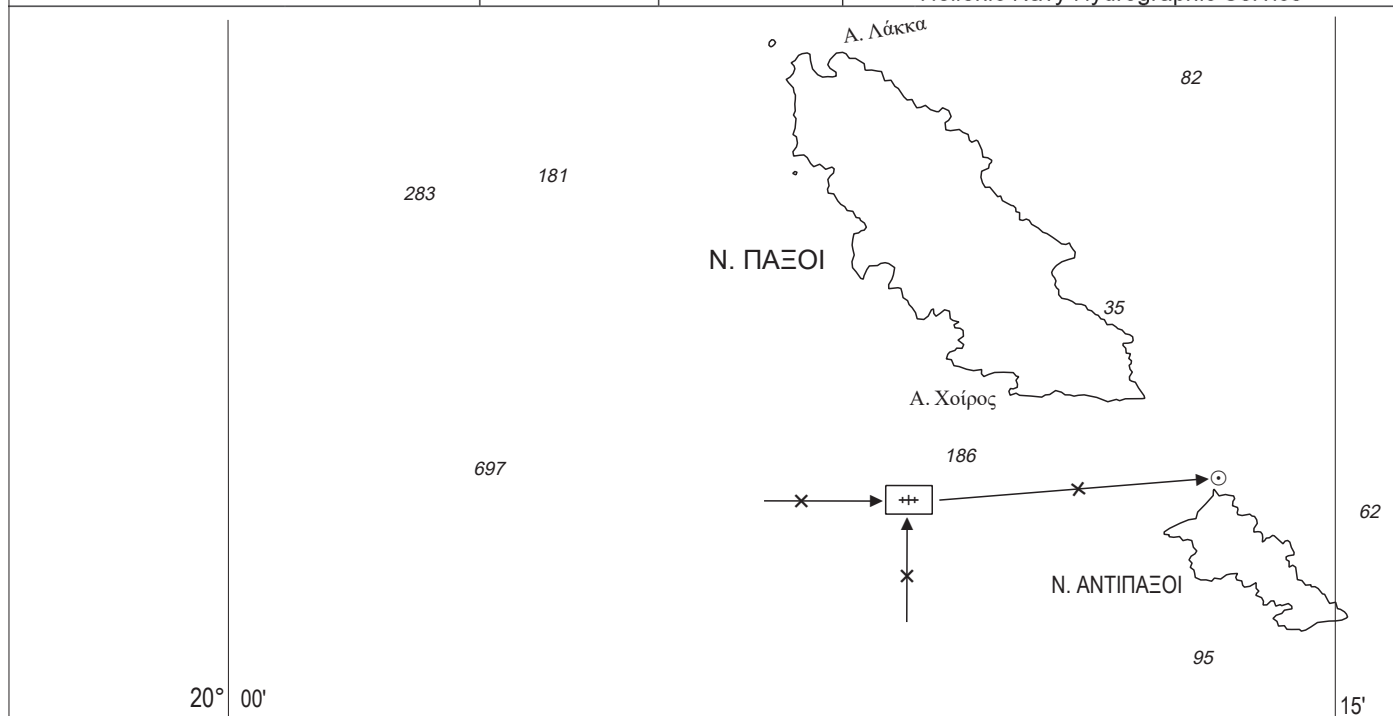 Hellenic Navy Hydrographic Service
Α. Λάκκα
82
283
181
Ν. ΠΑΞΟΙ
35
Α. Χοίρος
697
186
62
Ν. ΑΝΤΙΠΑΞΟΙ
95
20° 00'
15'